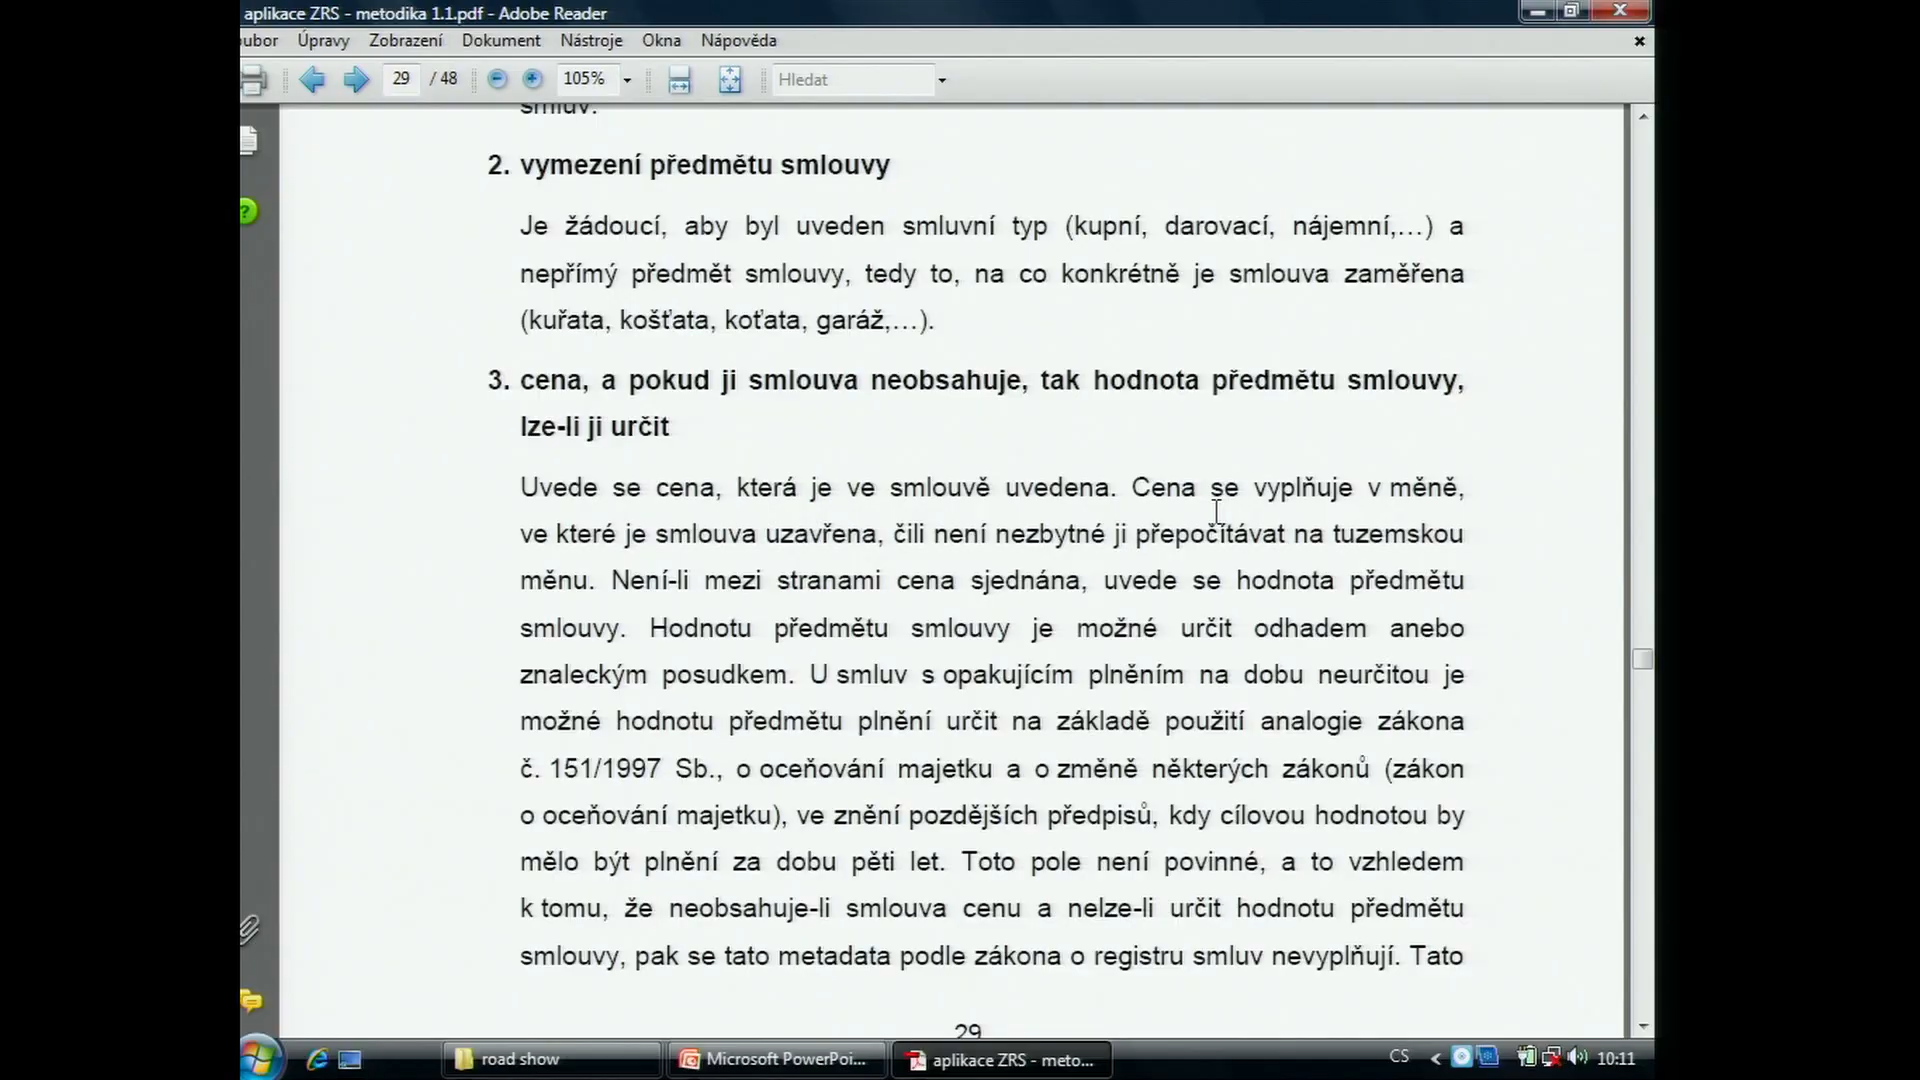 aplikace ZRS - metodika 1.1.pdf - Adobe Reader
oubor Úpravy Zobrazení Dokument Nástroje Okna Nápověda
29 / 48 105% Hledat
smluv.
2. vymezení předmětu smlouvy
Je žádoucí, aby byl uveden smluvní typ (kupní, darovací, nájemní,…) a
nepřímý předmět smlouvy, tedy to, na co konkrétně je smlouva zaměřena
(kuřata, košťata, koťata, garáž,…).
3. cena, a pokud ji smlouva neobsahuje, tak hodnota předmětu smlouvy,
lze-li ji určit
Uvede se cena, která je ve smlouvě uvedena. Cena se vyplňuje v měně,
ve které je smlouva uzavřena, čili není nezbytné ji přepočítávat na tuzemskou
měnu. Není-li mezi stranami cena sjednána, uvede se hodnota předmětu
smlouvy. Hodnotu předmětu smlouvy je možné určit odhadem anebo
znaleckým posudkem. U smluv s opakujícím plněním na dobu neurčitou je
možné hodnotu předmětu plnění určit na základě použití analogie zákona
č. 151/1997 Sb., o oceňování majetku a o změně některých zákonů (zákon
o oceňování majetku), ve znění pozdějších předpisů, kdy cílovou hodnotou by
mělo být plnění za dobu pěti let. Toto pole není povinné, a to vzhledem
k tomu, že neobsahuje-li smlouva cenu a nelze-li určit hodnotu předmětu
smlouvy, pak se tato metadata podle zákona o registru smluv nevyplňují. Tato
29
road show Microsoft PowerPoi... aplikace ZRS - meto... CS 10:11